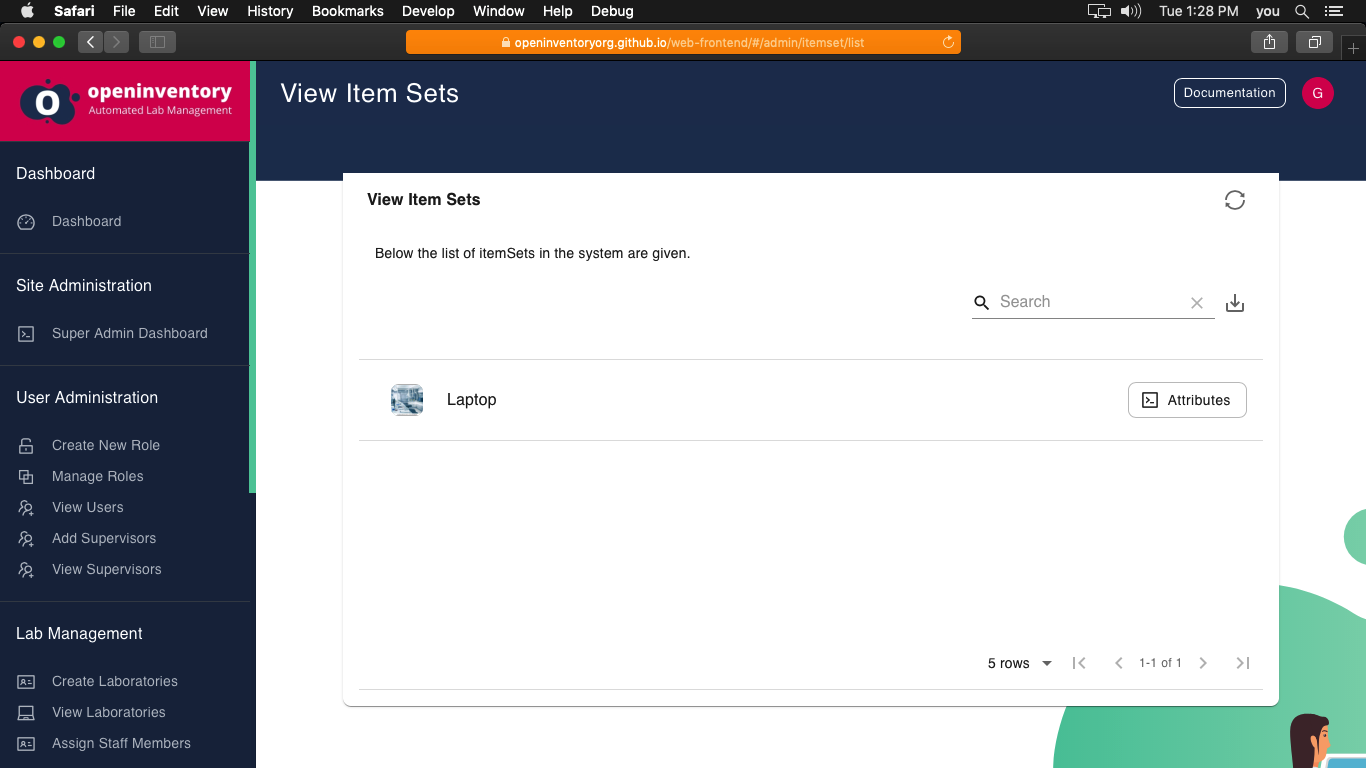 Safari File Edit View History Bookmarks Develop Window Help Debug Tue 1:28 PM you
openinventoryorg.github.io/web-frontend/#/admin/itemset/list
openinventory
Automated Lab Management
View Item Sets
Documentation
G
Dashboard
Dashboard
Site Administration
Super Admin Dashboard
User Administration
Create New Role
Manage Roles
View Users
Add Supervisors
View Supervisors
Lab Management
Create Laboratories
View Laboratories
Assign Staff Members
View Item Sets
Below the list of itemSets in the system are given.
Search
Laptop
Attributes
5 rows
1-1 of 1